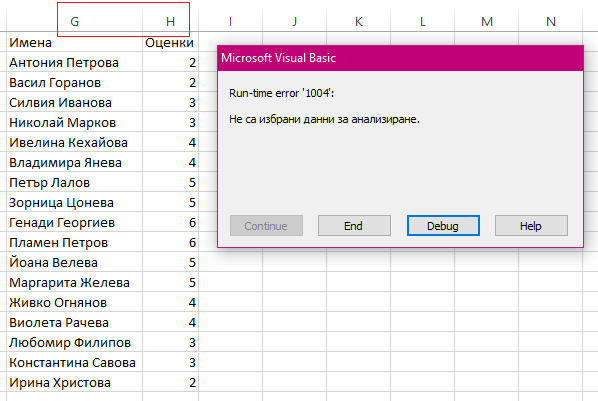 G H I J K L M N
Имена Оценки
Антония Петрова 2
Васил Горанов 2
Силвия Иванова 3
Николай Марков 3
Ивелина Кехайова 4
Владимира Янева 4
Петър Лалов 5
Зорница Цонева 5
Генади Георгиев 6
Пламен Петров 6
Йоана Велева 5
Маргарита Желева 5
Живко Огнянов 4
Виолета Рачева 4
Любомир Филипов 3
Константина Савова 3
Ирина Христова 2
Microsoft Visual Basic
Run-time error '1004':
Не са избрани данни за анализиране.
Continue End Debug Help